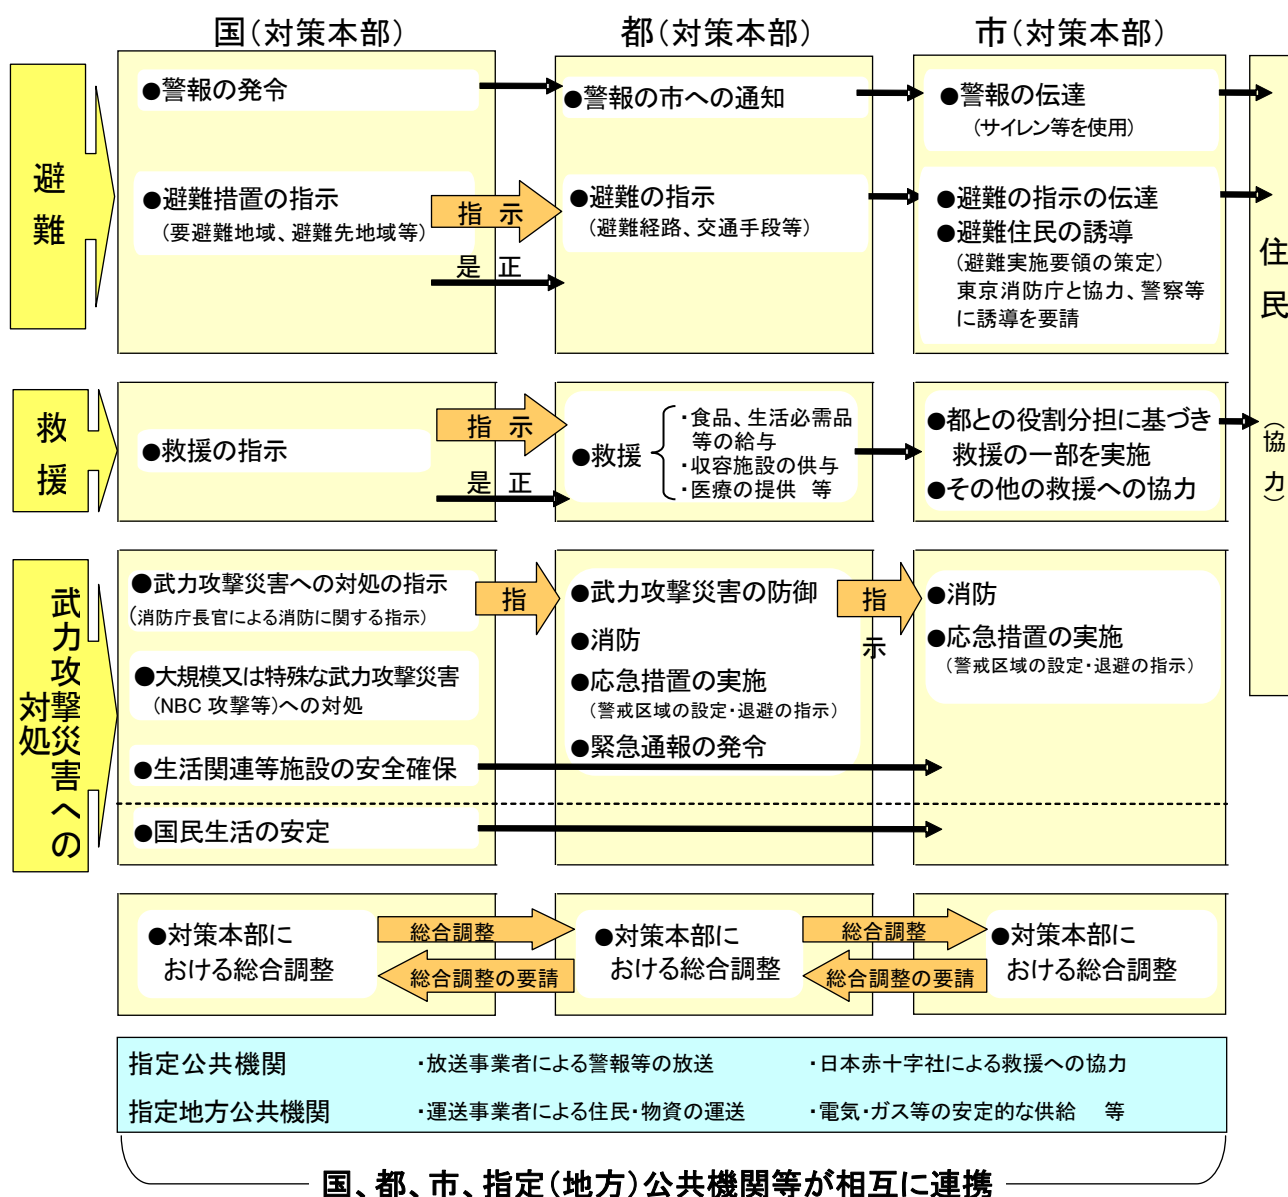 国(対策本部)
都(対策本部)
市(対策本部)
避難
●警報の発令
●警報の市への通知
●警報の伝達
(サイレン等を使用)
●避難措置の指示
(要避難地域、避難先地域等)
指 示
是 正
●避難の指示
(避難経路、交通手段等)
●避難の指示の伝達
●避難住民の誘導
(避難実施要領の策定)
東京消防庁と協力、警察等
に誘導を要請
住民
(協力)
救援
●救援の指示
指 示
是 正
●救援
・食品、生活必需品
等の給与
・収容施設の供与
・医療の提供 等
●都との役割分担に基づき
救援の一部を実施
●その他の救援への協力
武力攻撃災害への
対処
●武力攻撃災害への対処の指示
(消防庁長官による消防に関する指示)
指
●大規模又は特殊な武力攻撃災害
(NBC 攻撃等)への対処
●生活関連等施設の安全確保
●国民生活の安定
●武力攻撃災害の防御
●消防
●応急措置の実施
(警戒区域の設定・退避の指示)
●緊急通報の発令
指
示
●消防
●応急措置の実施
(警戒区域の設定・退避の指示)
●対策本部に
おける総合調整
総合調整
総合調整の要請
●対策本部に
おける総合調整
総合調整
総合調整の要請
●対策本部に
おける総合調整
指定公共機関 ・放送事業者による警報等の放送 ・日本赤十字社による救援への協力
指定地方公共機関 ・運送事業者による住民・物資の運送 ・電気・ガス等の安定的な供給 等
国、都、市、指定(地方)公共機関等が相互に連携